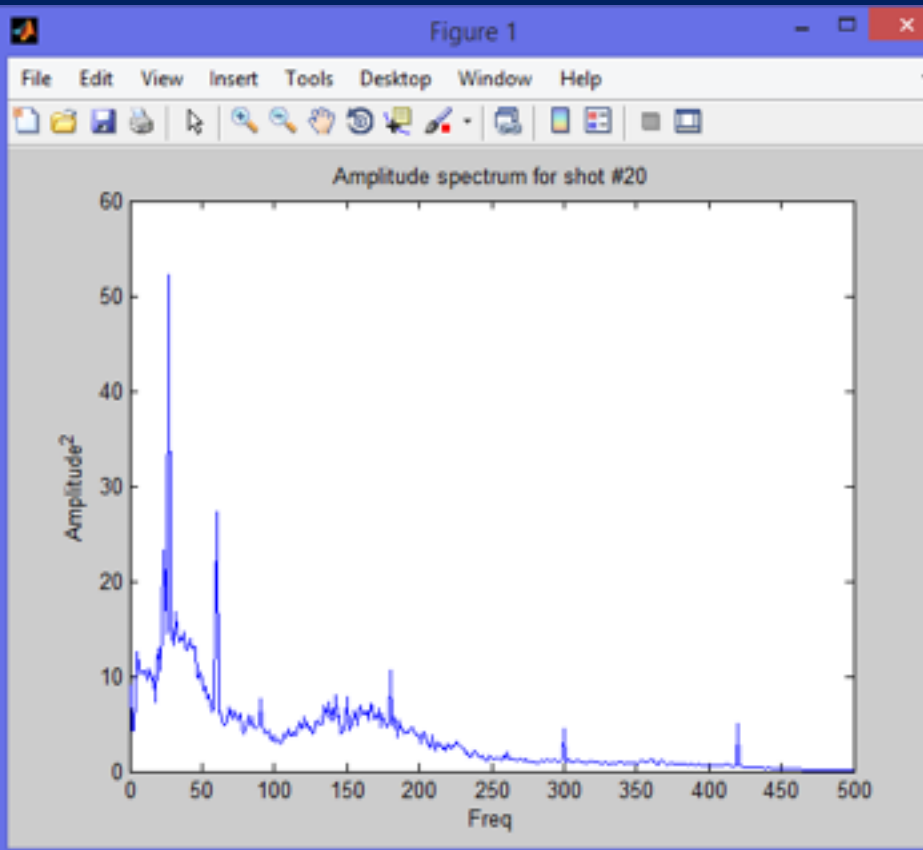 Figure 1
File Edit View Insert Tools Desktop Window Help
Amplitude spectrum for shot #20
60
50
40
30
20
10
0
Amplitude²
0 50 100 150 200 250 300 350 400 450 500
Freq